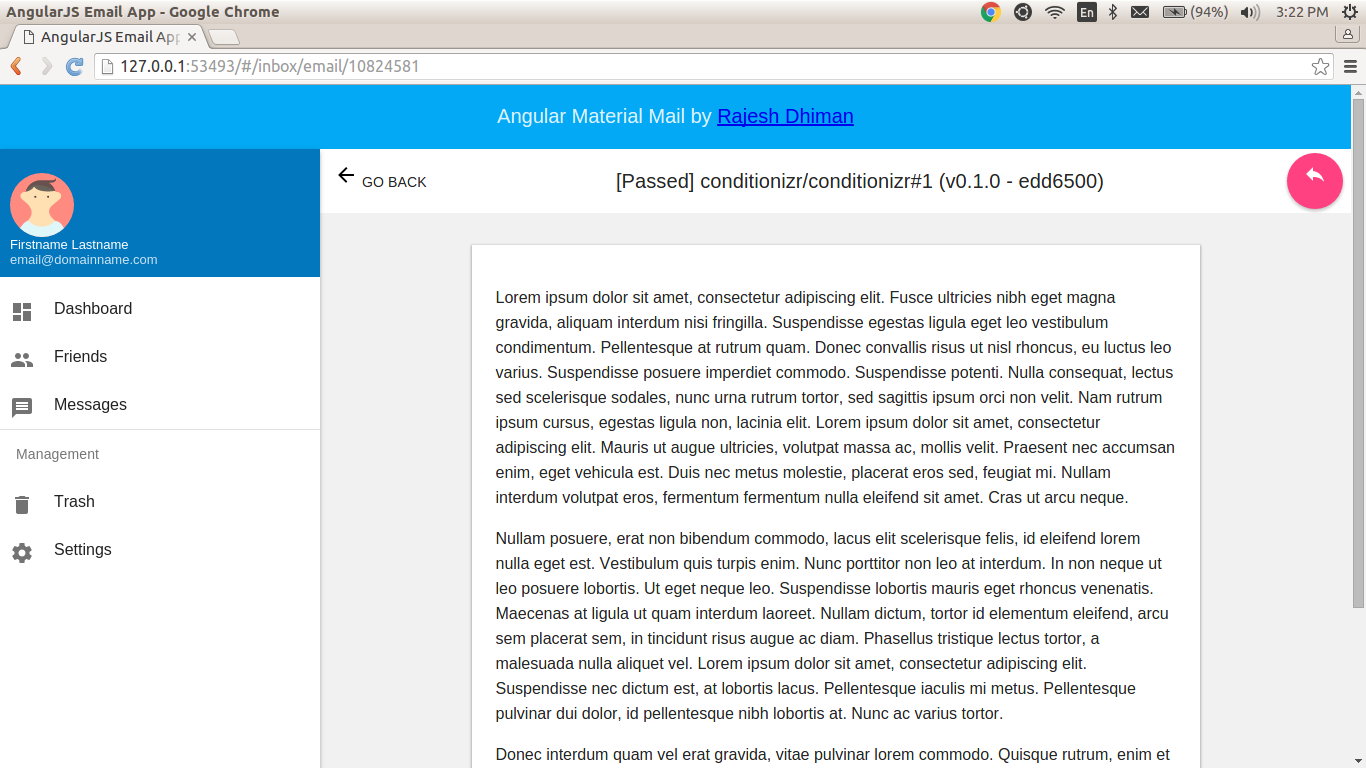 AngularJS Email App - Google Chrome
En
(94%)
3:22 PM
AngularJS Email App
127.0.0.1:53493/#/inbox/email/10824581
Angular Material Mail by Rajesh Dhiman
GO BACK
[Passed] conditionizr/conditionizr#1 (v0.1.0 - edd6500)
Firstname Lastname
email@domainname.com
Dashboard
Friends
Messages
Management
Trash
Settings
Lorem ipsum dolor sit amet, consectetur adipiscing elit. Fusce ultricies nibh eget magna
gravida, aliquam interdum nisi fringilla. Suspendisse egestas ligula eget leo vestibulum
condimentum. Pellentesque at rutrum quam. Donec convallis risus ut nisl rhoncus, eu luctus leo
varius. Suspendisse posuere imperdiet commodo. Suspendisse potenti. Nulla consequat, lectus
sed scelerisque sodales, nunc urna rutrum tortor, sed sagittis ipsum orci non velit. Nam rutrum
ipsum cursus, egestas ligula non, lacinia elit. Lorem ipsum dolor sit amet, consectetur
adipiscing elit. Mauris ut augue ultricies, volutpat massa ac, mollis velit. Praesent nec accumsan
enim, eget vehicula est. Duis nec metus molestie, placerat eros sed, feugiat mi. Nullam
interdum volutpat eros, fermentum fermentum nulla eleifend sit amet. Cras ut arcu neque.
Nullam posuere, erat non bibendum commodo, lacus elit scelerisque felis, id eleifend lorem
nulla eget est. Vestibulum quis turpis enim. Nunc porttitor non leo at interdum. In non neque ut
leo posuere lobortis. Ut eget neque leo. Suspendisse lobortis mauris eget rhoncus venenatis.
Maecenas at ligula ut quam interdum laoreet. Nullam dictum, tortor id elementum eleifend, arcu
sem placerat sem, in tincidunt risus augue ac diam. Phasellus tristique lectus tortor, a
malesuada nulla aliquet vel. Lorem ipsum dolor sit amet, consectetur adipiscing elit.
Suspendisse nec dictum est, at lobortis lacus. Pellentesque iaculis mi metus. Pellentesque
pulvinar dui dolor, id pellentesque nibh lobortis at. Nunc ac varius tortor.
Donec interdum quam vel erat gravida, vitae pulvinar lorem commodo. Quisque rutrum, enim et